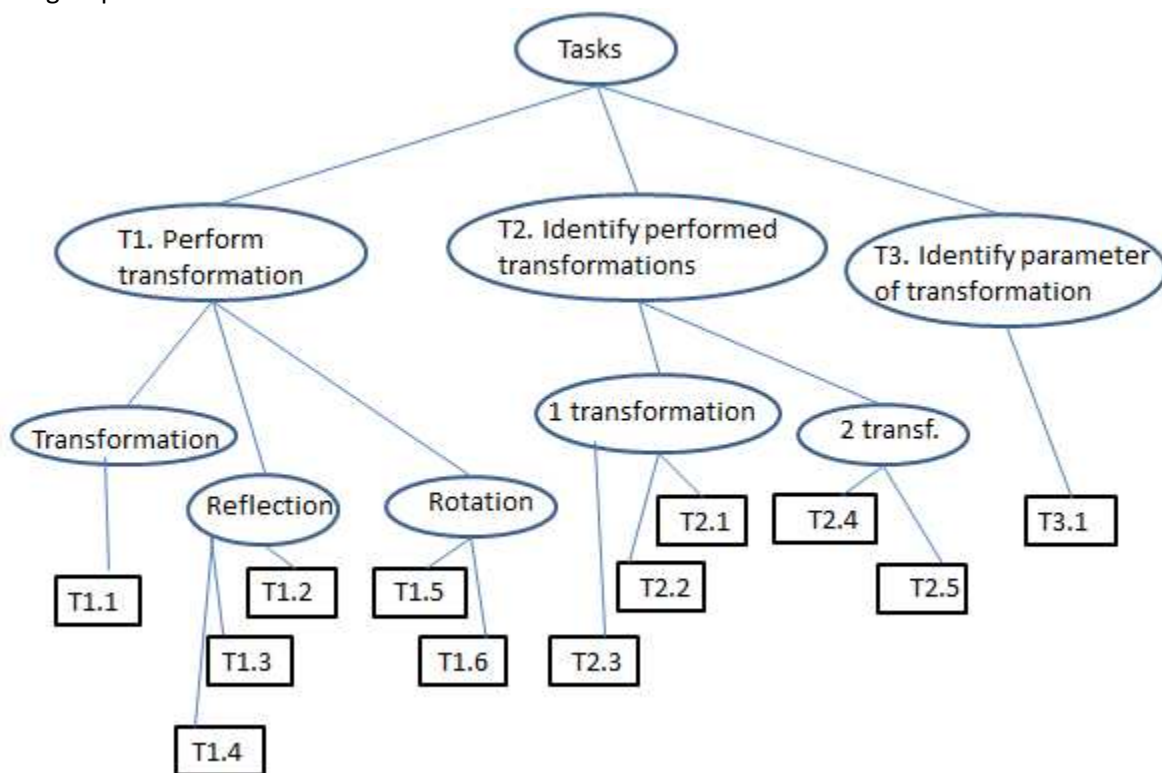 Tasks
T1. Perform
transformation
T2. Identify performed
transformations
T3. Identify parameter
of transformation
Transformation
Reflection
Rotation
1 transformation
2 transf.
T1.1
T1.2
T1.3
T1.4
T1.5
T1.6
T2.1
T2.2
T2.3
T2.4
T2.5
T3.1